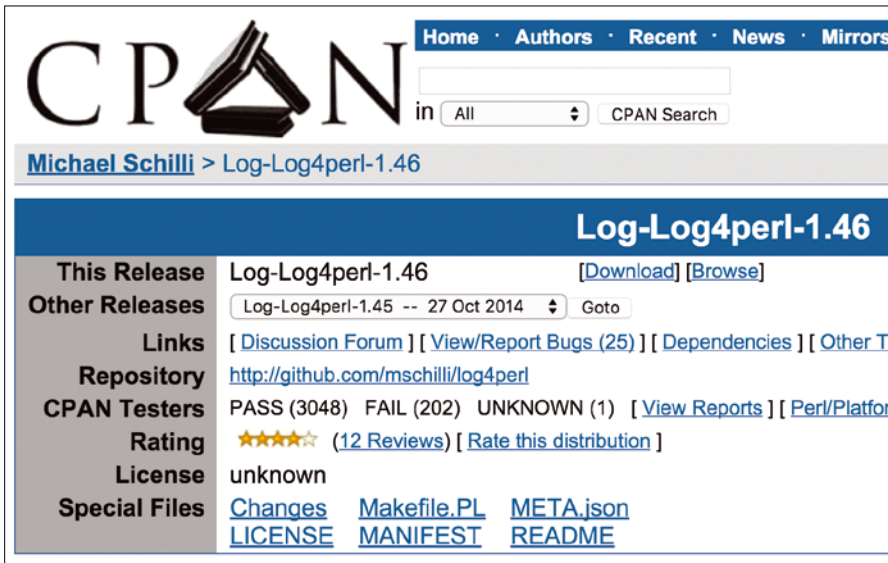 CPAN
Home · Authors · Recent · News · Mirrors
in All CPAN Search
Michael Schilli > Log-Log4perl-1.46
Log-Log4perl-1.46
This Release Log-Log4perl-1.46 [Download] [Browse]
Other Releases Log-Log4perl-1.45 -- 27 Oct 2014 Goto
Links [ Discussion Forum ] [ View/Report Bugs (25) ] [ Dependencies ] [ Other T
Repository http://github.com/mschilli/log4perl
CPAN Testers PASS (3048) FAIL (202) UNKNOWN (1) [ View Reports ] [ Perl/Platfor
Rating (12 Reviews) [ Rate this distribution ]
License unknown
Special Files Changes Makefile.PL META.json
LICENSE MANIFEST README